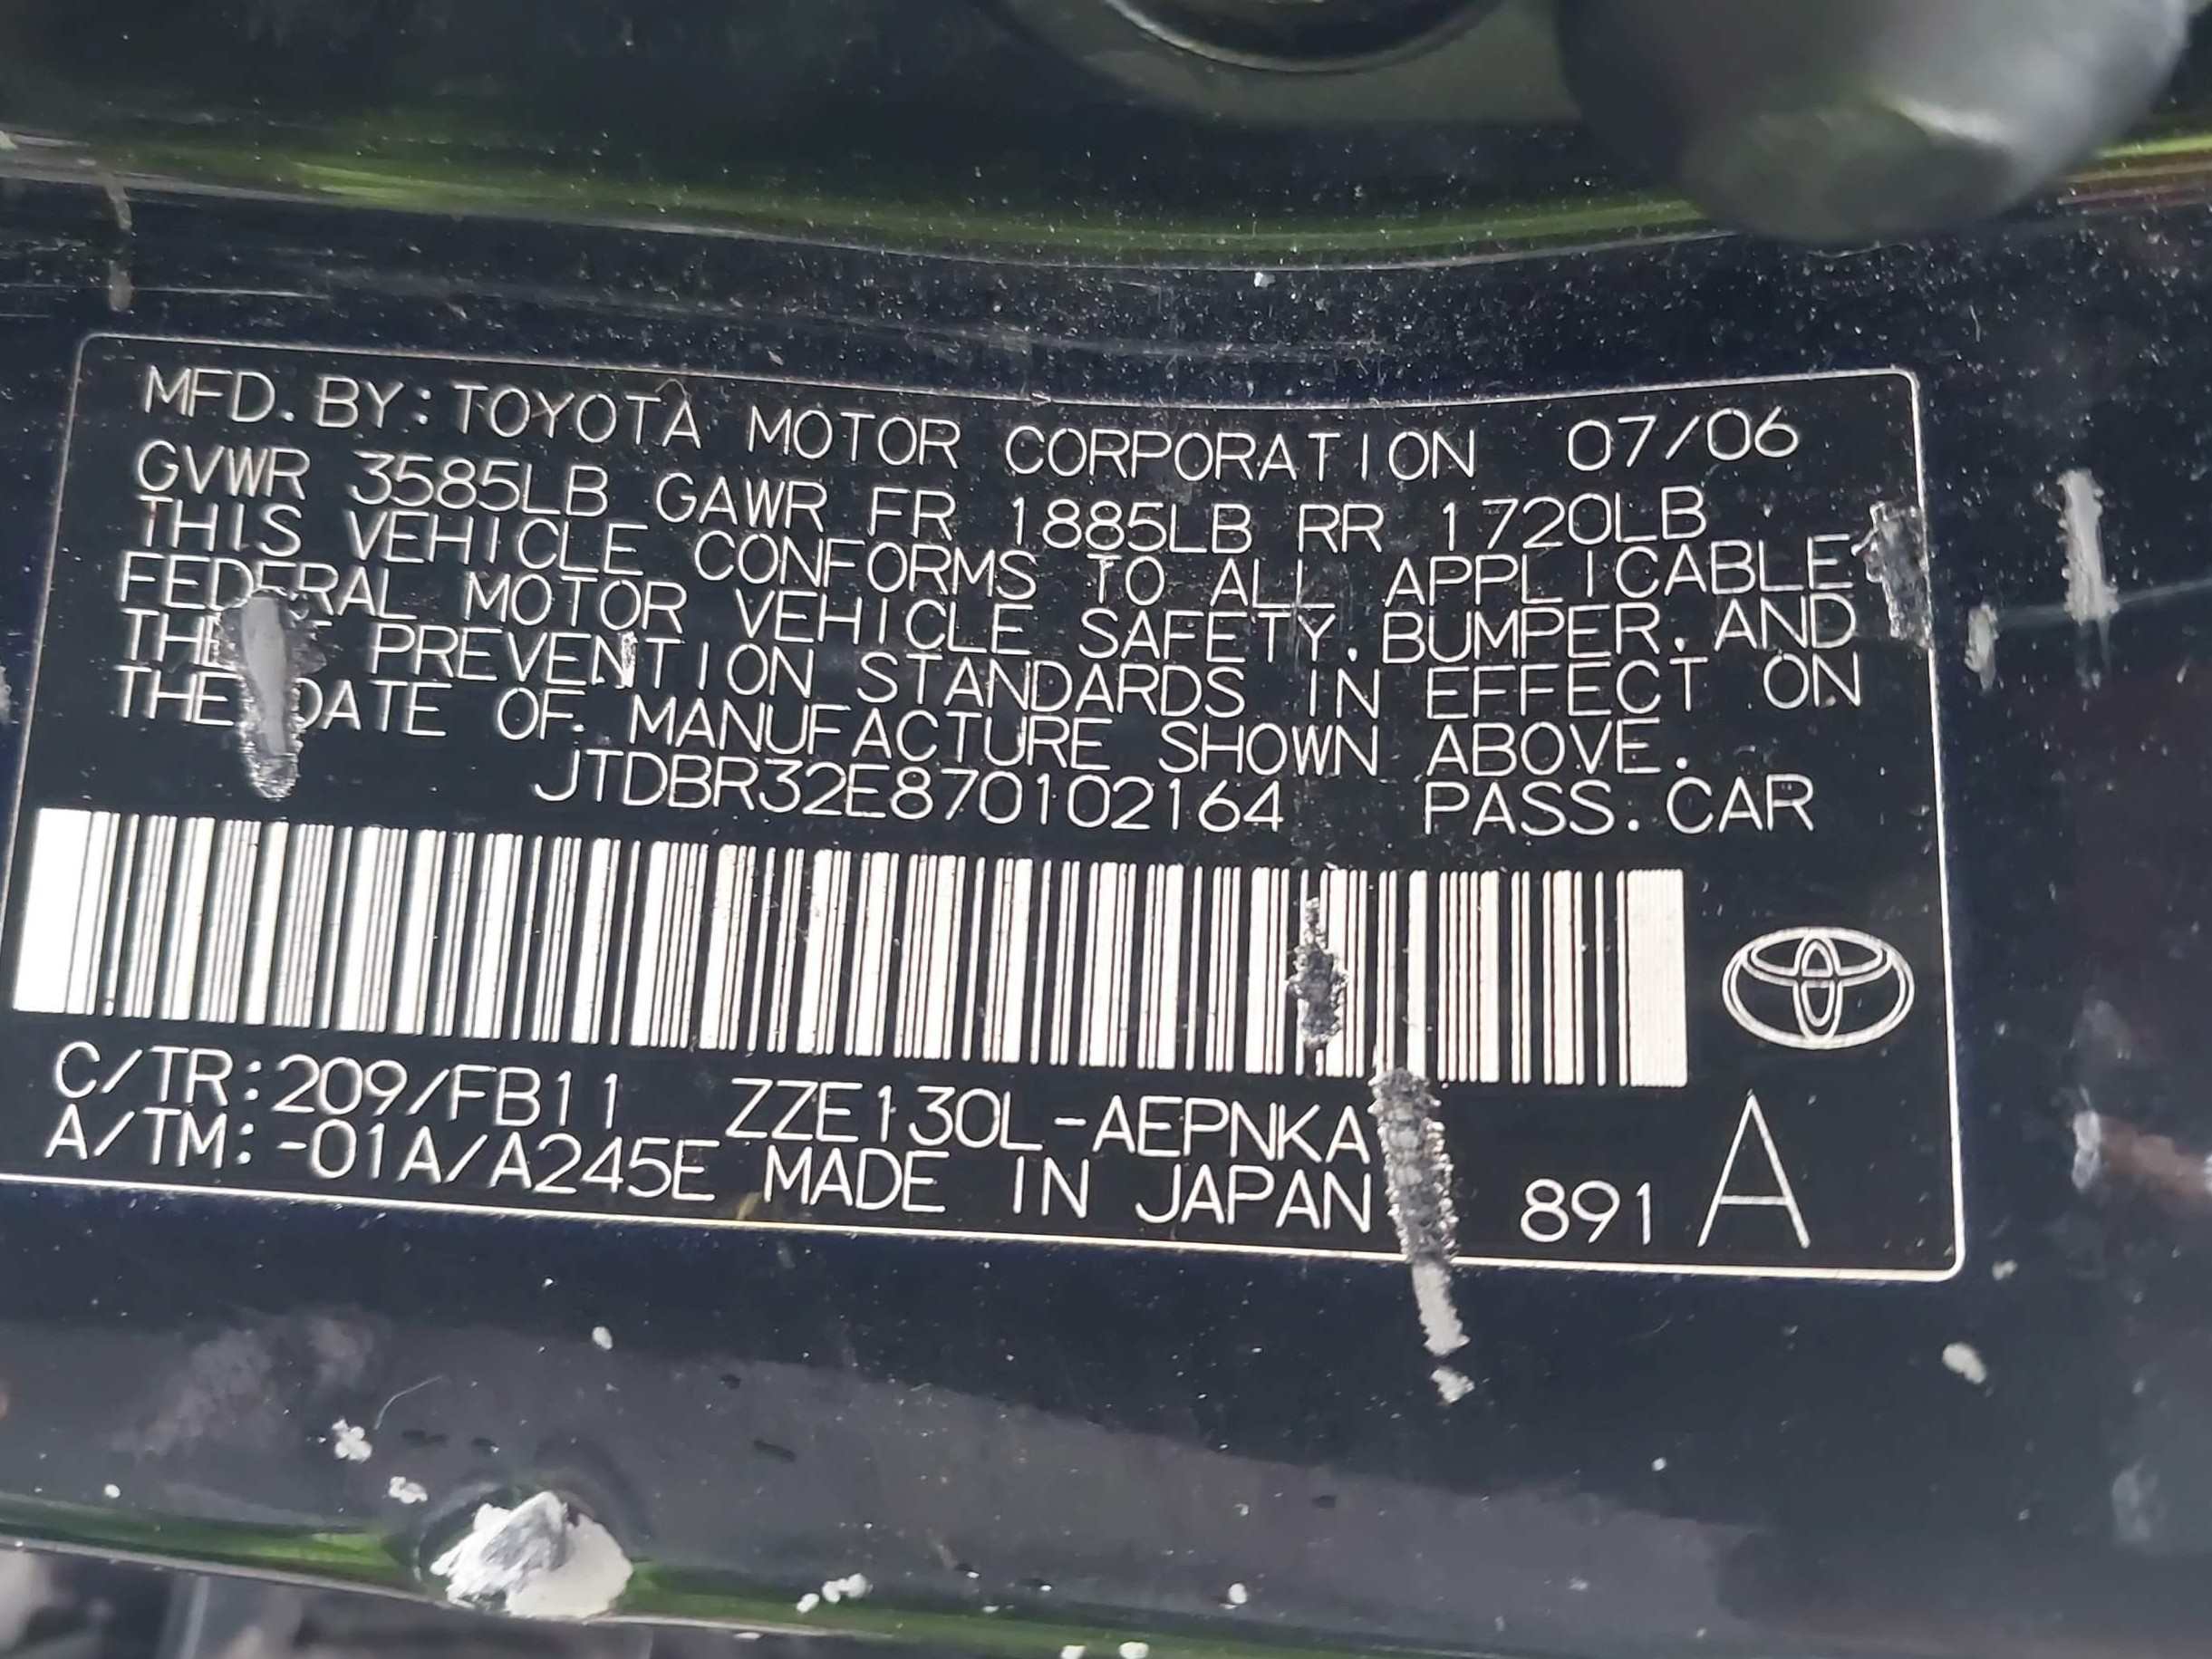 MFD. BY: TOYOTA MOTOR CORPORATION 07/06
GVWR 3585LB GAWR FR 1885LB RR 1720LB
THIS VEHICLE CONFORMS TO ALL APPLICABLE
FEDERAL MOTOR VEHICLE SAFETY, BUMPER, AND
PREVENTION STANDARDS IN EFFECT ON
THE DATE OF MANUFACTURE SHOWN ABOVE.
JTDBR32E870102164 PASS. CAR
C/TR: 209/FB11 ZZE130L-AEPNKA
A/TM: -01A/A245E MADE IN JAPAN 891 A